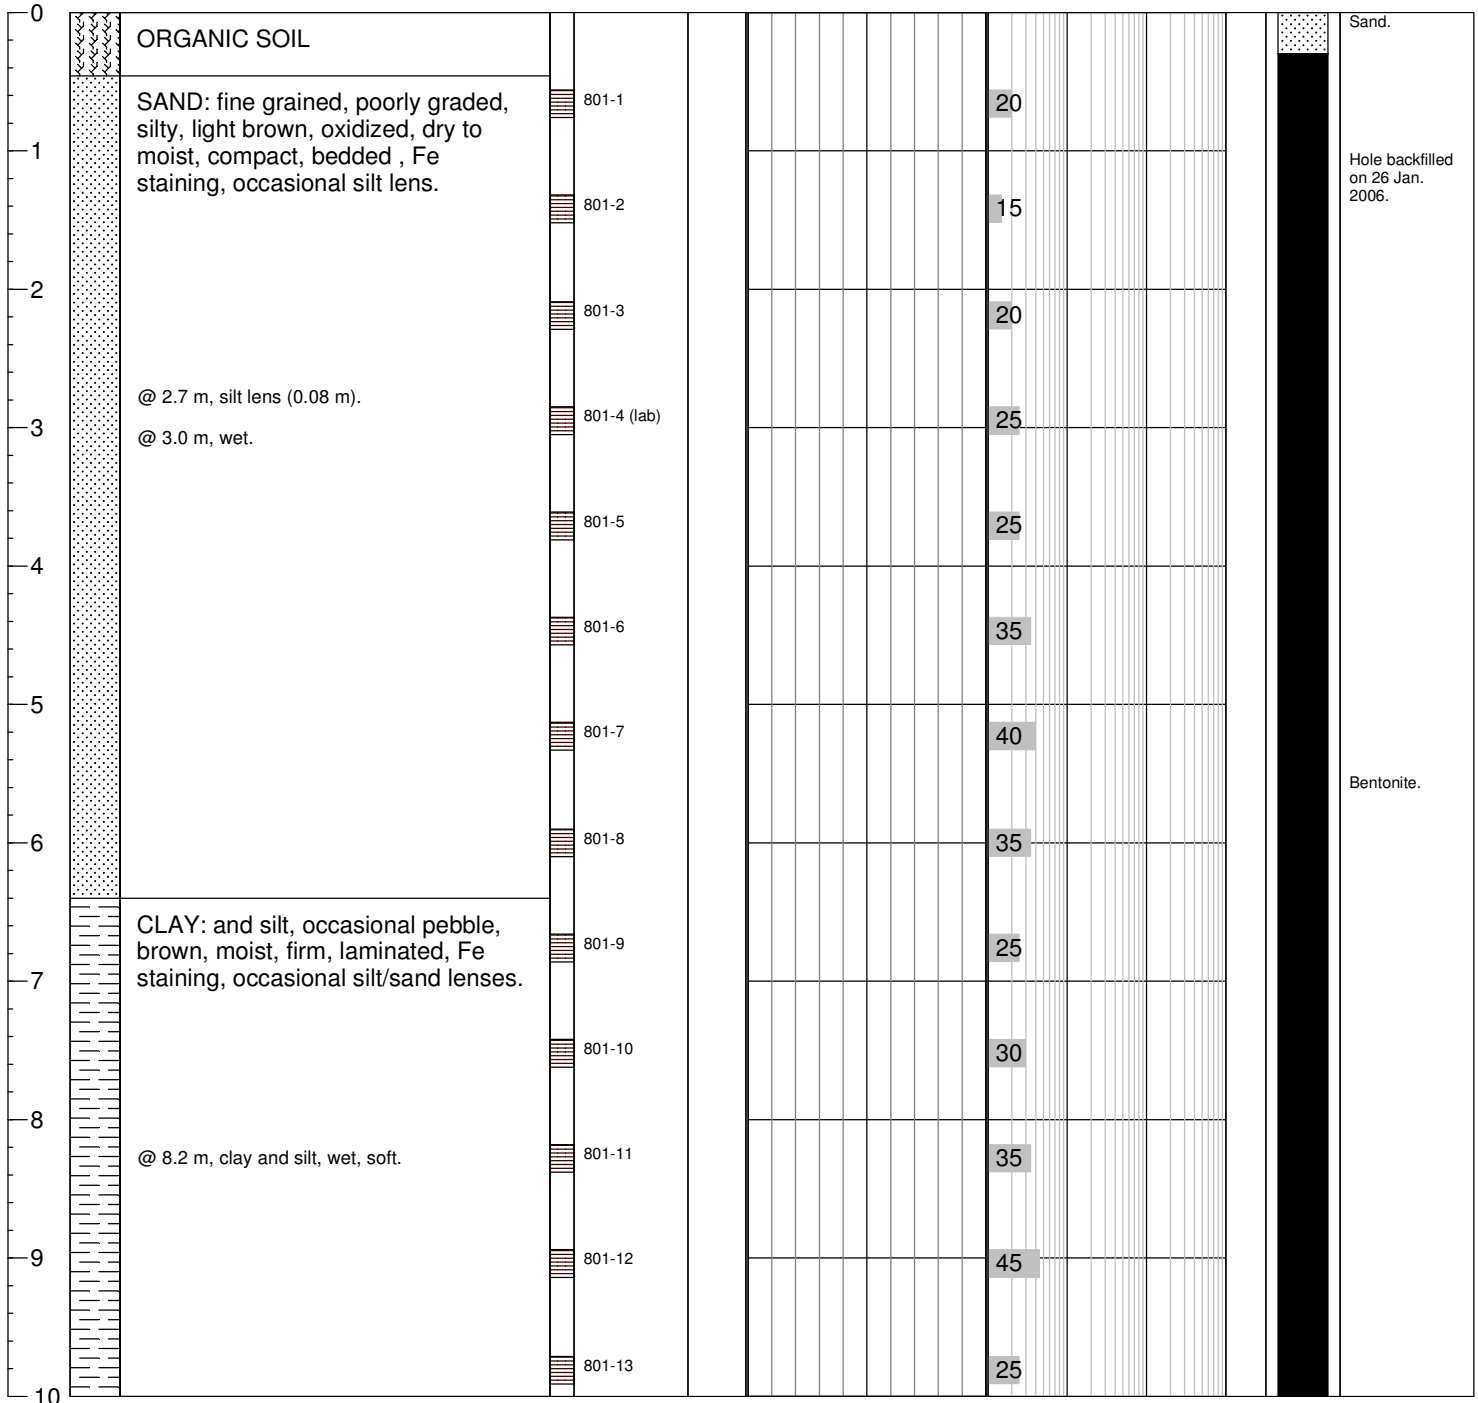 0
ORGANIC SOIL
Sand.
SAND: fine grained, poorly graded,
silty, light brown, oxidized, dry to
moist, compact, bedded , Fe
staining, occasional silt lens.
801-1
20
1
Hole backfilled
on 26 Jan.
2006.
801-2
15
2
801-3
20
@ 2.7 m, silt lens (0.08 m).
801-4 (lab)
25
3
@ 3.0 m, wet.
801-5
25
4
801-6
35
5
801-7
40
Bentonite.
801-8
35
6
CLAY: and silt, occasional pebble,
brown, moist, firm, laminated, Fe
staining, occasional silt/sand lenses.
801-9
25
7
801-10
30
8
@ 8.2 m, clay and silt, wet, soft.
801-11
35
9
801-12
45
801-13
25
10